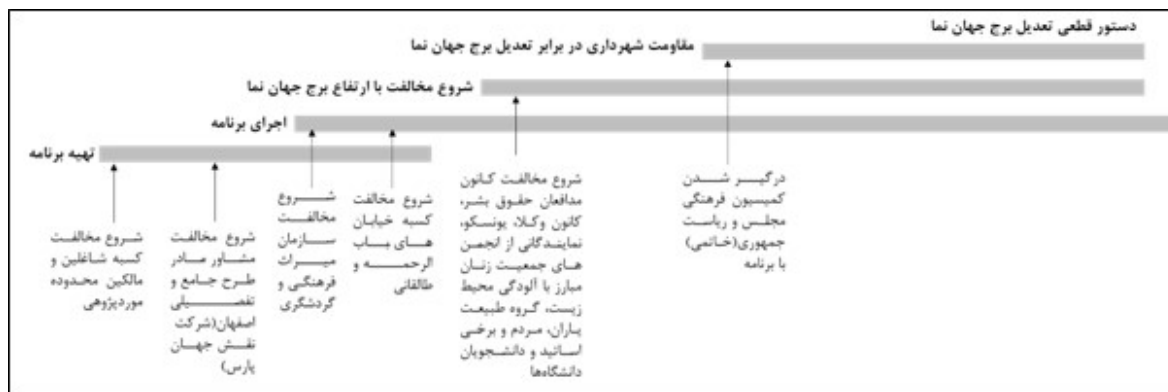 دستور قطعی تعدیل برج جهان نما
مقاومت شهرداری در برابر تعدیل برج جهان نما
شروع مخالفت با ارتفاع برج جهان نما
اجرای برنامه
تهیه برنامه
شروع مخالفت
کسبه شاغلین و
مالکین محدوده
موردپژوهی
شروع مخالفت
مشاور مادر
طرح جامع و
تفصیلی
اصفهان(شرکت
نقش جهان
پارس)
شروع
مخالفت
سازمان
میراث
فرهنگی و
گردشگری
شروع مخالفت
کسبه خیابان
های باب
الرحمه و
طالقانی
شروع مخالفت کانون
مدافعان حقوق بشر،
کانون وکلا، یونسکو،
نمایندگانی از انجمن
های جمعیت زنان
مبارز با آلودگی محیط
زیست، گروه طبیعت
یاران، مردم و برخی
اساتید و دانشجویان
دانشگاه‌ها
درگیر شدن
کمیسیون فرهنگی
مجلس و ریاست
جمهوری(خاتمی)
با برنامه